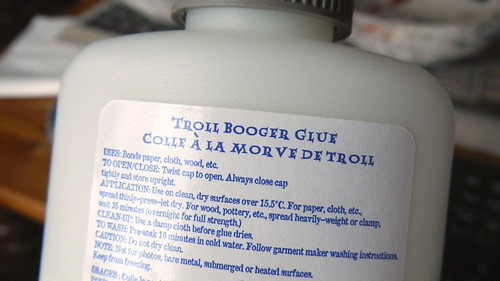 TROLL BOOGER GLUE
COLLE À LA MORVE DE TROLL
USES: Bonds paper, cloth, wood, etc.
TO OPEN/CLOSE: Twist cap to open. Always close cap
tightly and store upright.
APPLICATION: Use on clean, dry surfaces over 15,5°C. For paper, cloth, etc.,
spread thinly-press-let dry. For wood, pottery, etc., spread heavily-weight or clamp,
wait 35 minutes (overnight for full strength.)
CLEAN-UP: Use a damp cloth before glue dries.
TO WASH: Pre-soak 10 minutes in cold water. Follow garment maker washing instructions.
CAUTION: Do not dry clean.
NOTE: Not for photos, bare metal, submerged or heated surfaces.
Keep from freezing.
USAGES : Colle